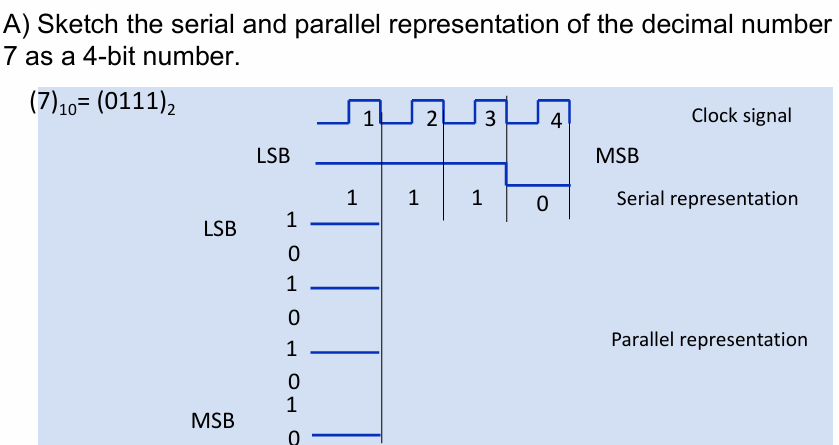 A) Sketch the serial and parallel representation of the decimal number
7 as a 4-bit number.
(7)₁₀= (0111)₂
1 2 3 4 Clock signal
LSB MSB
1 1 1 0 Serial representation
LSB 1
0
1
0
1 Parallel representation
0
1
MSB
0